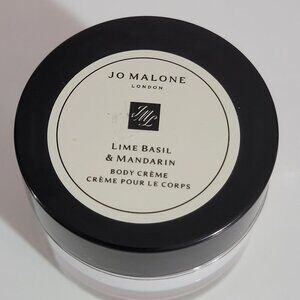 JO MALONE
LONDON
JML
LIME BASIL
& MANDARIN
BODY CRÈME
CRÈME POUR LE CORPS